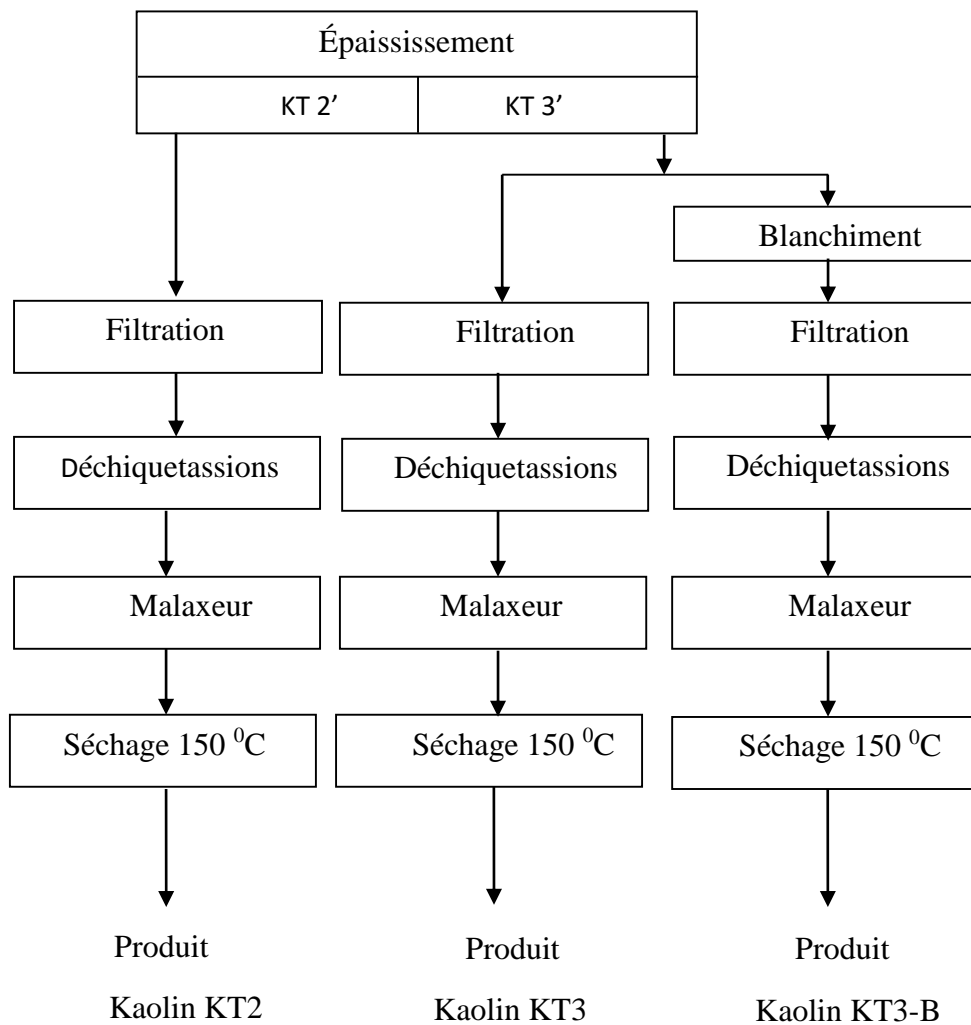 Épaississement
KT 2’
KT 3’
Blanchiment
Filtration
Filtration
Filtration
Déchiquetassions
Déchiquetassions
Déchiquetassions
Malaxeur
Malaxeur
Malaxeur
Séchage 150 ⁰C
Séchage 150 ⁰C
Séchage 150 ⁰C
Produit
Kaolin KT2
Produit
Kaolin KT3
Produit
Kaolin KT3-B